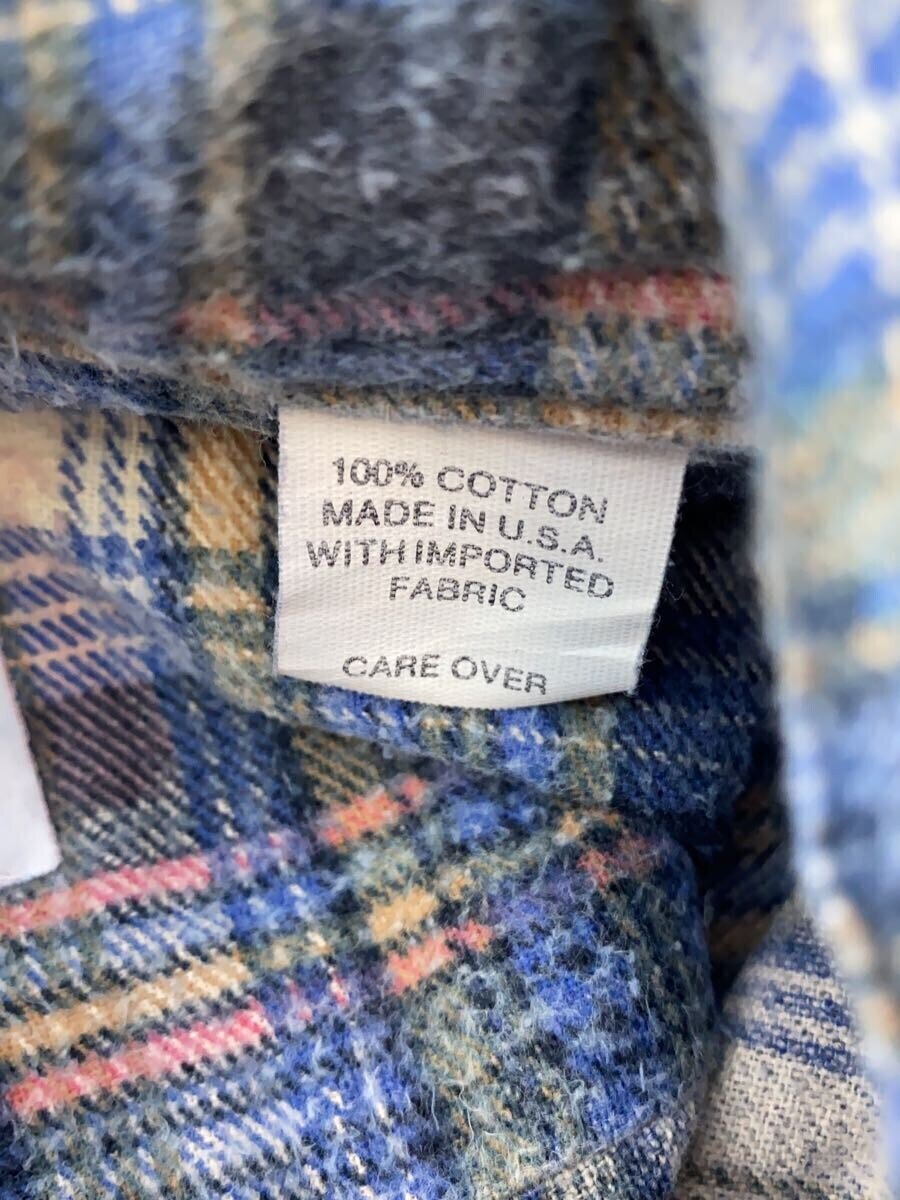 100% COTTON
MADE IN U.S.A.
WITH IMPORTED
FABRIC
CARE OVER